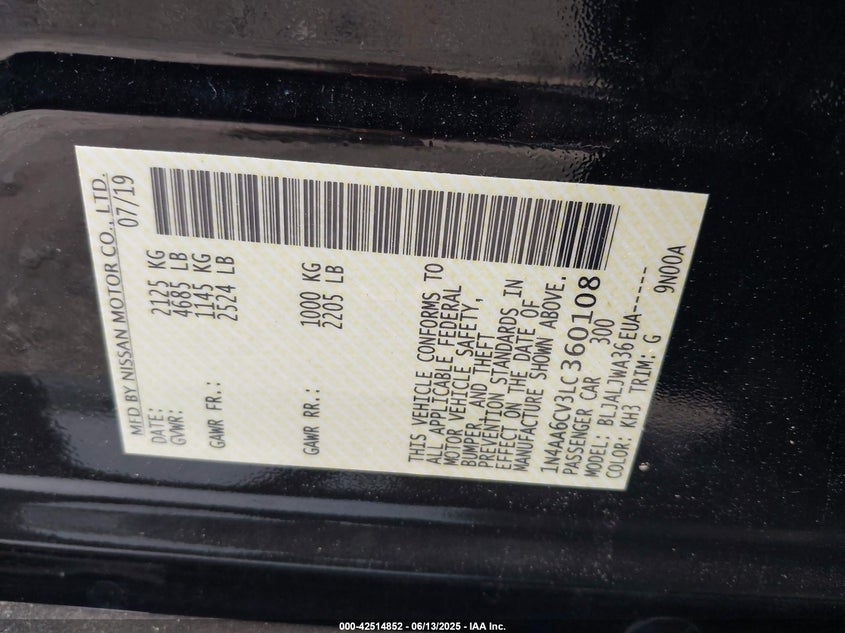 MFD BY NISSAN MOTOR CO., LTD.
DATE: 07/19
GVWR: 2125 KG
4685 LB
GAWR FR.: 1145 KG
2524 LB
GAWR RR.: 1000 KG
2205 LB
THIS VEHICLE CONFORMS TO
ALL APPLICABLE FEDERAL
MOTOR VEHICLE SAFETY,
BUMPER, AND THEFT
PREVENTION STANDARDS IN
EFFECT ON THE DATE OF
MANUFACTURE SHOWN ABOVE.
1N4AA6CV3LC360108
PASSENGER CAR 300
MODEL: BLJALJWA36EUA------
COLOR: KH3 TRIM: G 9N00A
000-42514852 - 06/13/2025 - IAA Inc.